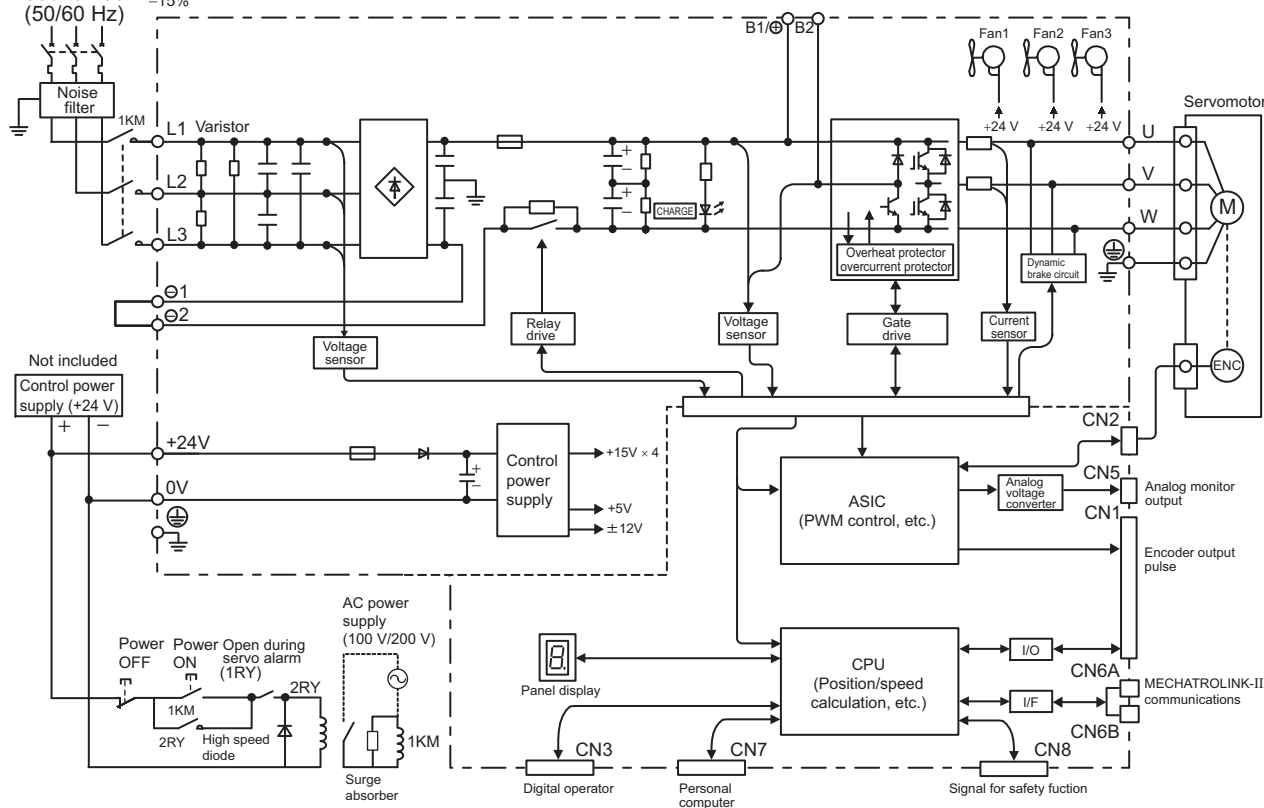 −15%
(50/60 Hz)
B1/⊕ B2
Fan1
Fan2
Fan3
Noise
filter
+24 V
+24 V
+24 V
Servomotor
1KM
L1
Varistor
U
L2
V
CHARGE
W
M
L3
Overheat protector
overcurrent protector
Dynamic
brake circuit
⊖1
⊖2
Voltage
sensor
Relay
drive
Voltage
sensor
Gate
drive
Current
sensor
ENC
Not included
Control power
supply (+24 V)
+ −
+24V
0V
Control
power
supply
+15V × 4
+5V
±12V
ASIC
(PWM control, etc.)
Analog
voltage
converter
CN2
CN5
Analog monitor
output
CN1
Encoder output
pulse
AC power
supply
(100 V/200 V)
Power
OFF
Power
ON
Open during
servo alarm
(1RY)
2RY
1KM
2RY
High speed
diode
1KM
Surge
absorber
Panel display
CPU
(Position/speed
calculation, etc.)
I/O
I/F
CN6A
MECHATROLINK-II
communications
CN6B
CN3
CN7
CN8
Digital operator
Personal
computer
Signal for safety fuction